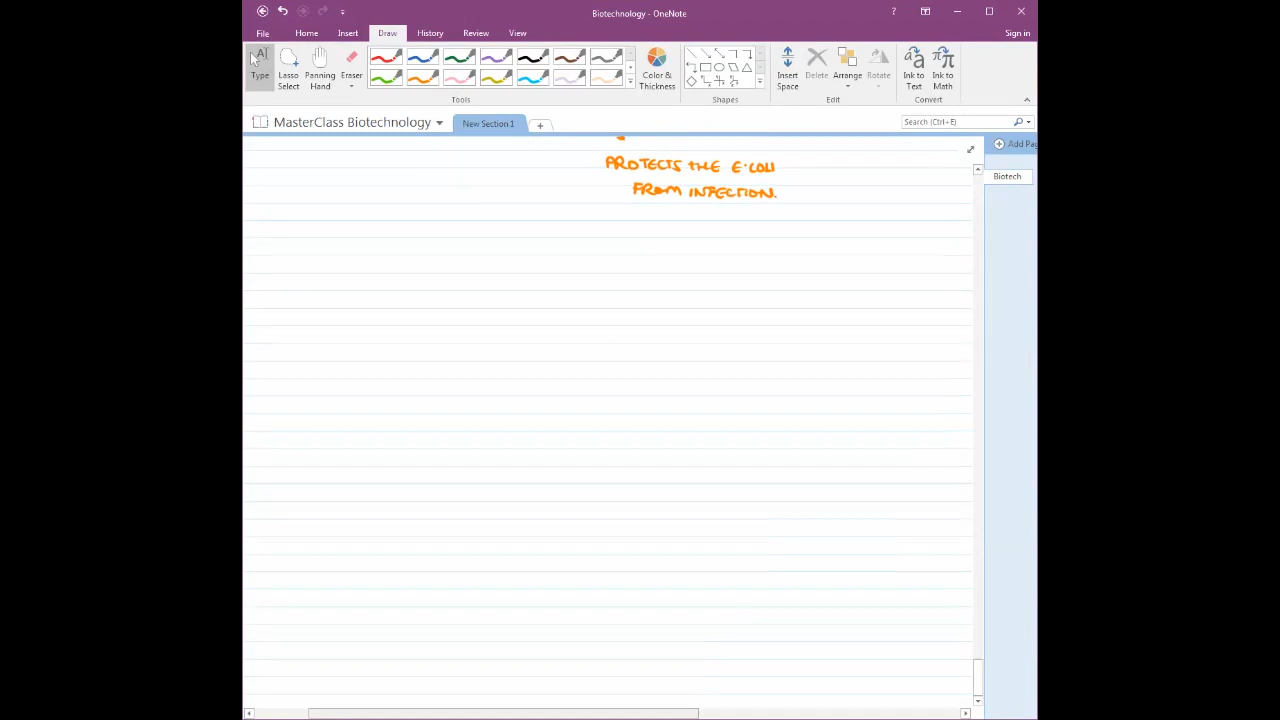 Biotechnology - OneNote
?
File
Home
Insert
Draw
History
Review
View
Sign in
Type
Lasso Select
Panning Hand
Eraser
Color & Thickness
Insert Space
Delete
Arrange
Rotate
Ink to Text
Ink to Math
Tools
Shapes
Edit
Convert
MasterClass Biotechnology
New Section 1
Search (Ctrl+E)
Add Pag
Biotech
PROTECTS THE E.COLI
FROM INFECTION.